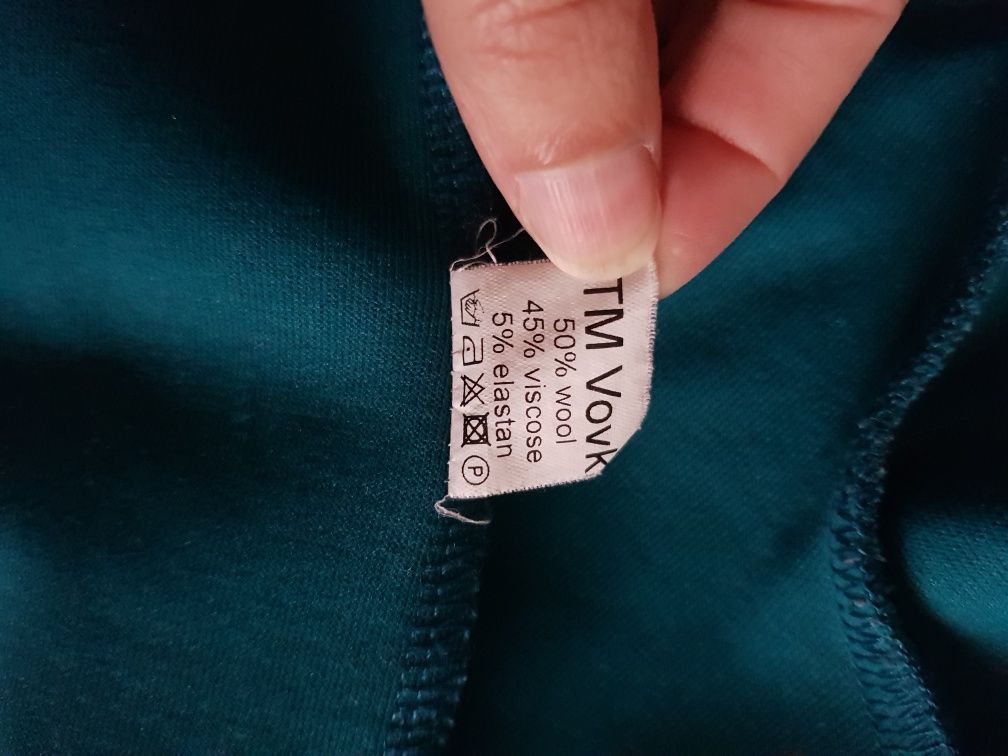 TM Vovk
50% wool
45% viscose
5% elastan
P